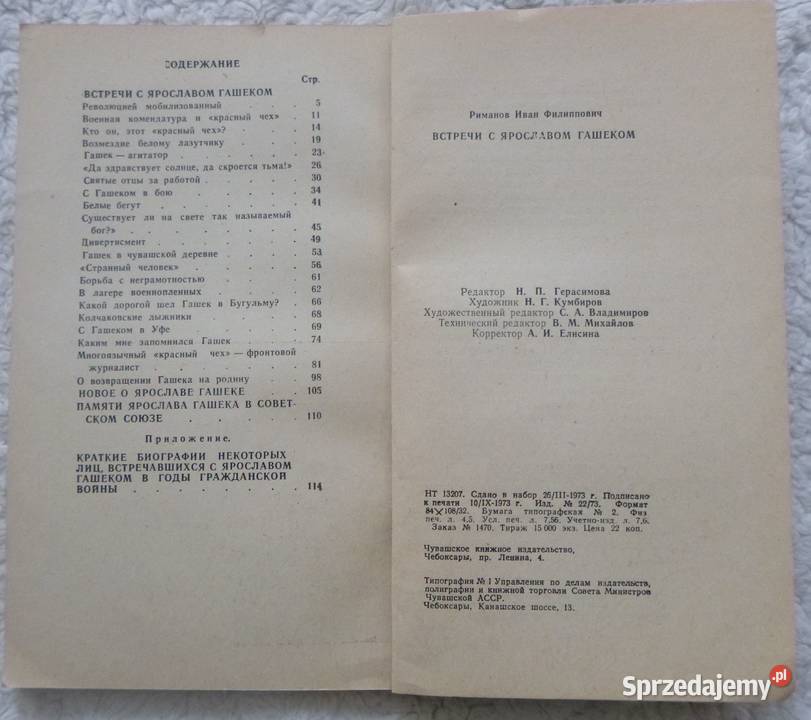 СОДЕРЖАНИЕ
Стр.
ВСТРЕЧИ С ЯРОСЛАВОМ ГАШЕКОМ
Революцией мобилизованный . . . 5
Военная комендатура и «красный чех» . . 11
Кто он, этот «красный чех»? . . . . 14
Возмездие белому лазутчику . . . . 19
Гашек — агитатор . . . . . . 23
«Да здравствует солнце, да скроется тьма!» 26
Святые отцы за работой . . . . . 30
С Гашеком в бою . . . . . . 34
Белые бегут . . . . . . . 41
Существует ли на свете так называемый
бог?» . . . . . . . . 45
Дивертисмент . . . . . . . 49
Гашек в чувашской деревне . . . . 53
«Странный человек» . . . . . . 56
Борьба с неграмотностью . . . . 61
В лагере военнопленных . . . . . 62
Какой дорогой шел Гашек в Бугульму? . . 66
Колчаковские лыжники . . . . . 68
С Гашеком в Уфе . . . . . . 69
Каким мне запомнился Гашек . . . . 74
Многоязычный «красный чех» — фронтовой
журналист . . . . . . . 81
О возвращении Гашека на родину . . . 98
НОВОЕ О ЯРОСЛАВЕ ГАШЕКЕ . . . 105
ПАМЯТИ ЯРОСЛАВА ГАШЕКА В СОВЕТ-
СКОМ СОЮЗЕ . . . . . . 110
Приложение.
КРАТКИЕ БИОГРАФИИ НЕКОТОРЫХ
ЛИЦ, ВСТРЕЧАВШИХСЯ С ЯРОСЛАВОМ
ГАШЕКОМ В ГОДЫ ГРАЖДАНСКОЙ
ВОЙНЫ . . . . . . . . 114
Риманов Иван Филиппович
ВСТРЕЧИ С ЯРОСЛАВОМ ГАШЕКОМ
Редактор Н. П. Герасимова
Художник Н. Г. Кумбиров
Художественный редактор С. А. Владимиров
Технический редактор В. М. Михайлов
Корректор А. И. Елисина
НТ 13207. Сдано в набор 26/III-1973 г. Подписано
к печати 10/IX-1973 г. Изд. № 22/73. Формат
84×108/32. Бумага типографская № 2. Физ
печ. л. 4,5. Усл. печ. л. 7,56. Учетно-изд. л. 7,6.
Заказ № 1470. Тираж 15 000 экз. Цена 22 коп.
Чувашское книжное издательство,
Чебоксары, пр. Ленина, 4.
Типография № 1 Управления по делам издательств,
полиграфии и книжной торговли Совета Министров
Чувашской АССР.
Чебоксары, Канашское шоссе, 13.
Sprzedajemy.pl